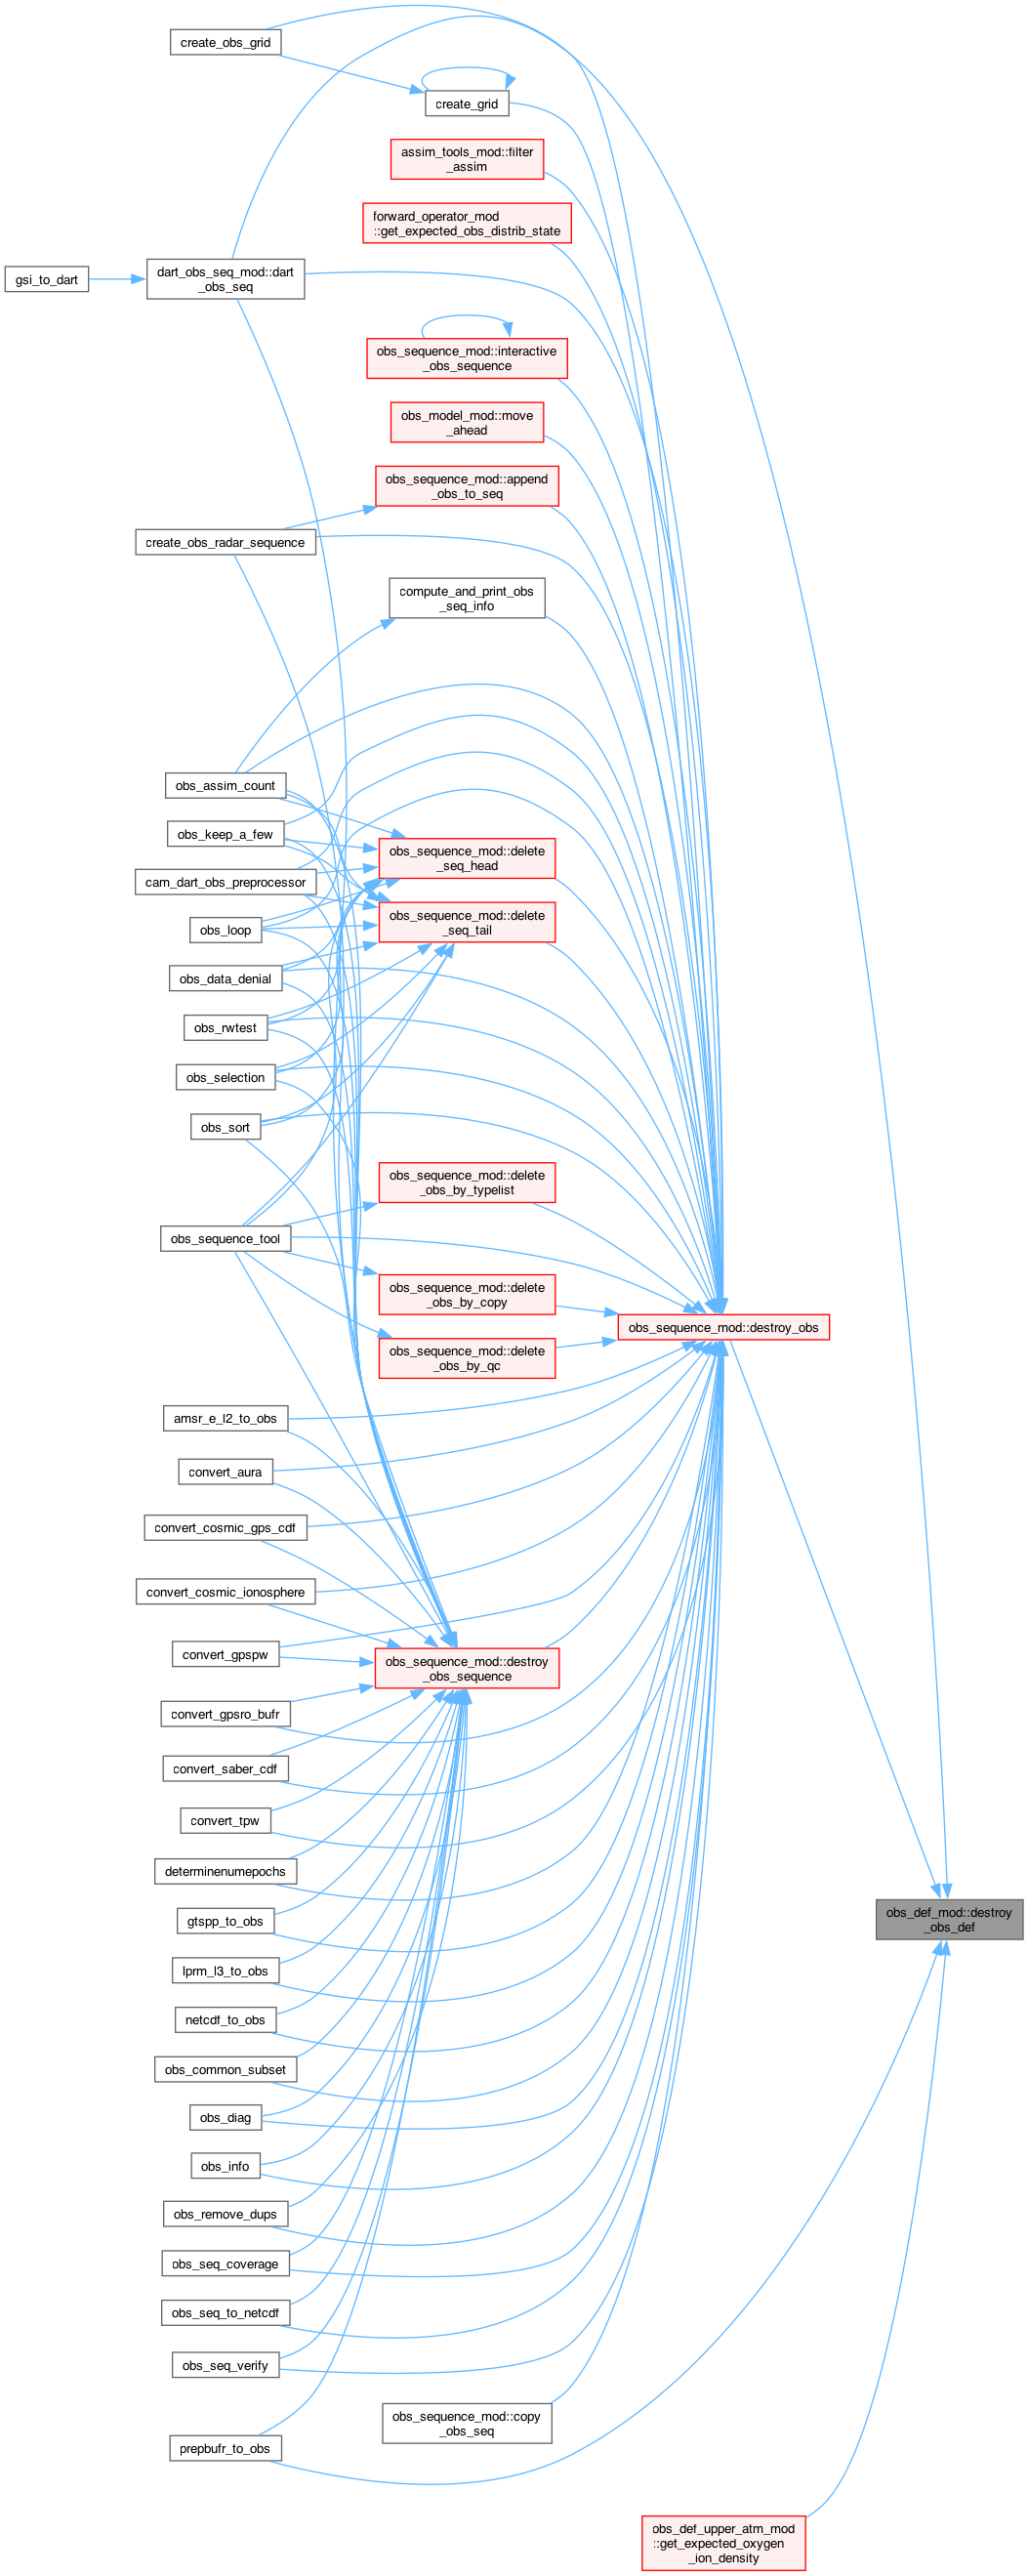 create_obs_grid
create_grid
assim_tools_mod::filter
_assim
forward_operator_mod
::get_expected_obs_distrib_state
gsi_to_dart
dart_obs_seq_mod::dart
_obs_seq
obs_sequence_mod::interactive
_obs_sequence
obs_model_mod::move
_ahead
obs_sequence_mod::append
_obs_to_seq
create_obs_radar_sequence
compute_and_print_obs
_seq_info
obs_assim_count
obs_keep_a_few
obs_sequence_mod::delete
_seq_head
cam_dart_obs_preprocessor
obs_sequence_mod::delete
_seq_tail
obs_loop
obs_data_denial
obs_rwtest
obs_selection
obs_sort
obs_sequence_mod::delete
_obs_by_typelist
obs_sequence_tool
obs_sequence_mod::delete
_obs_by_copy
obs_sequence_mod::destroy_obs
obs_sequence_mod::delete
_obs_by_qc
amsr_e_l2_to_obs
convert_aura
convert_cosmic_gps_cdf
convert_cosmic_ionosphere
convert_gpspw
obs_sequence_mod::destroy
_obs_sequence
convert_gpsro_bufr
convert_saber_cdf
convert_tpw
determinenumepochs
gtspp_to_obs
obs_def_mod::destroy
_obs_def
lprm_l3_to_obs
netcdf_to_obs
obs_common_subset
obs_diag
obs_info
obs_remove_dups
obs_seq_coverage
obs_seq_to_netcdf
obs_seq_verify
obs_sequence_mod::copy
_obs_seq
prepbufr_to_obs
obs_def_upper_atm_mod
::get_expected_oxygen
_ion_density